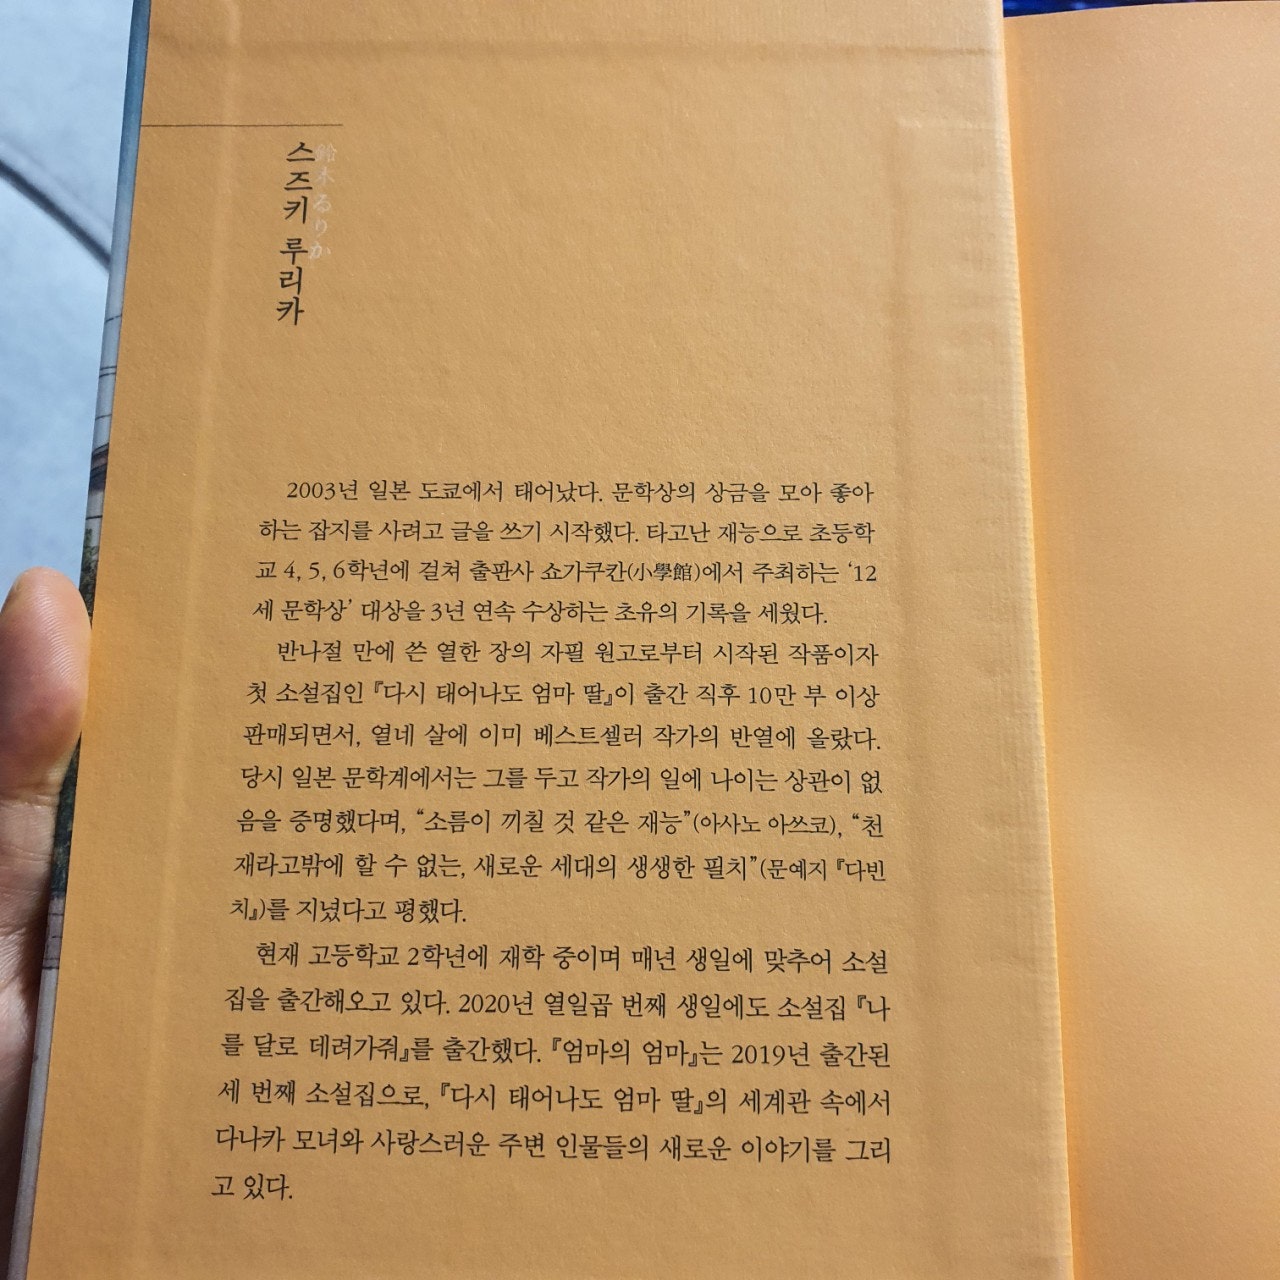 鈴木るりか
스즈키 루리카
2003년 일본 도쿄에서 태어났다. 문학상의 상금을 모아 좋아
하는 잡지를 사려고 글을 쓰기 시작했다. 타고난 재능으로 초등학
교 4, 5, 6학년에 걸쳐 출판사 쇼가쿠칸(小學館)에서 주최하는 ‘12
세 문학상’ 대상을 3년 연속 수상하는 초유의 기록을 세웠다.
반나절 만에 쓴 열한 장의 자필 원고로부터 시작된 작품이자
첫 소설집인 『다시 태어나도 엄마 딸』이 출간 직후 10만 부 이상
판매되면서, 열네 살에 이미 베스트셀러 작가의 반열에 올랐다.
당시 일본 문학계에서는 그를 두고 작가의 일에 나이는 상관이 없
음을 증명했다며, “소름이 끼칠 것 같은 재능”(아사노 아쓰코), “천
재라고밖에 할 수 없는, 새로운 세대의 생생한 필치”(문예지 『다빈
치』)를 지녔다고 평했다.
현재 고등학교 2학년에 재학 중이며 매년 생일에 맞추어 소설
집을 출간해오고 있다. 2020년 열일곱 번째 생일에도 소설집 『나
를 달로 데려가줘』를 출간했다. 『엄마의 엄마』는 2019년 출간된
세 번째 소설집으로, 『다시 태어나도 엄마 딸』의 세계관 속에서
다나카 모녀와 사랑스러운 주변 인물들의 새로운 이야기를 그리
고 있다.